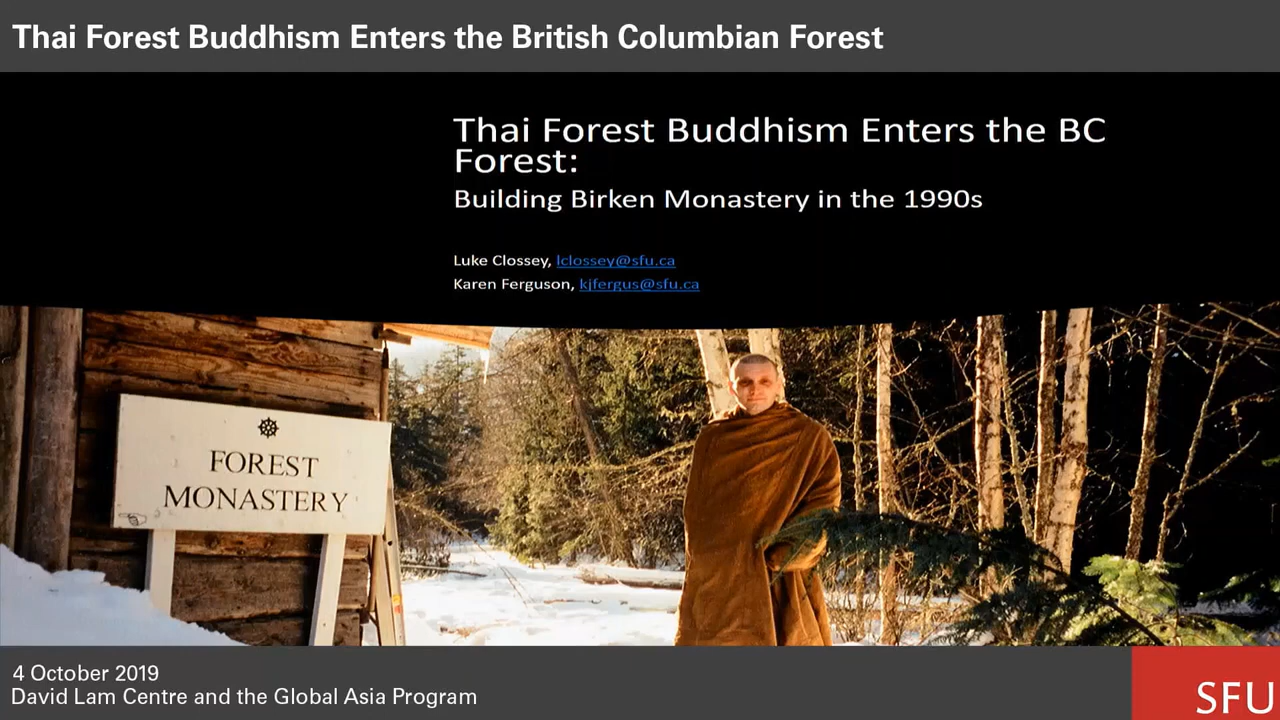 Thai Forest Buddhism Enters the British Columbian Forest
Thai Forest Buddhism Enters the BC
Forest:
Building Birken Monastery in the 1990s
Luke Clossey, lclossey@sfu.ca
Karen Ferguson, kjfergus@sfu.ca
FOREST
MONASTERY
4 October 2019
David Lam Centre and the Global Asia Program
SFU